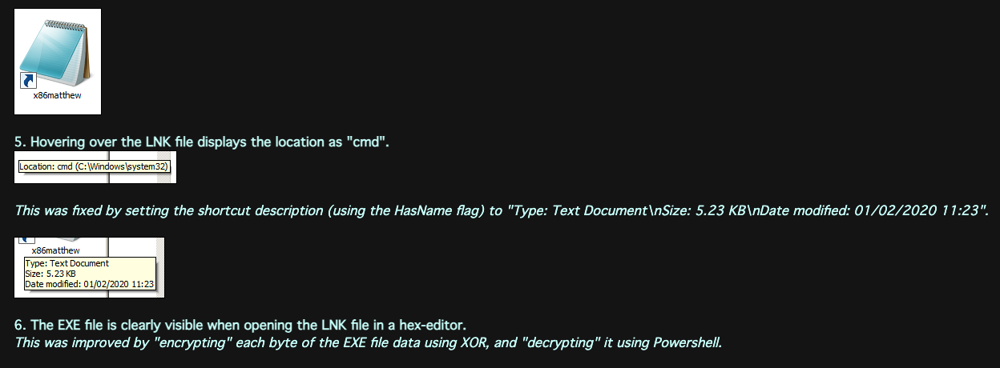 x86matthew
5. Hovering over the LNK file displays the location as "cmd".
Location: cmd (C:\Windows\system32)
This was fixed by setting the shortcut description (using the HasName flag) to "Type: Text Document\nSize: 5.23 KB\nDate modified: 01/02/2020 11:23".
x86matthew
Type: Text Document
Size: 5.23 KB
Date modified: 01/02/2020 11:23
6. The EXE file is clearly visible when opening the LNK file in a hex-editor.
This was improved by "encrypting" each byte of the EXE file data using XOR, and "decrypting" it using Powershell.